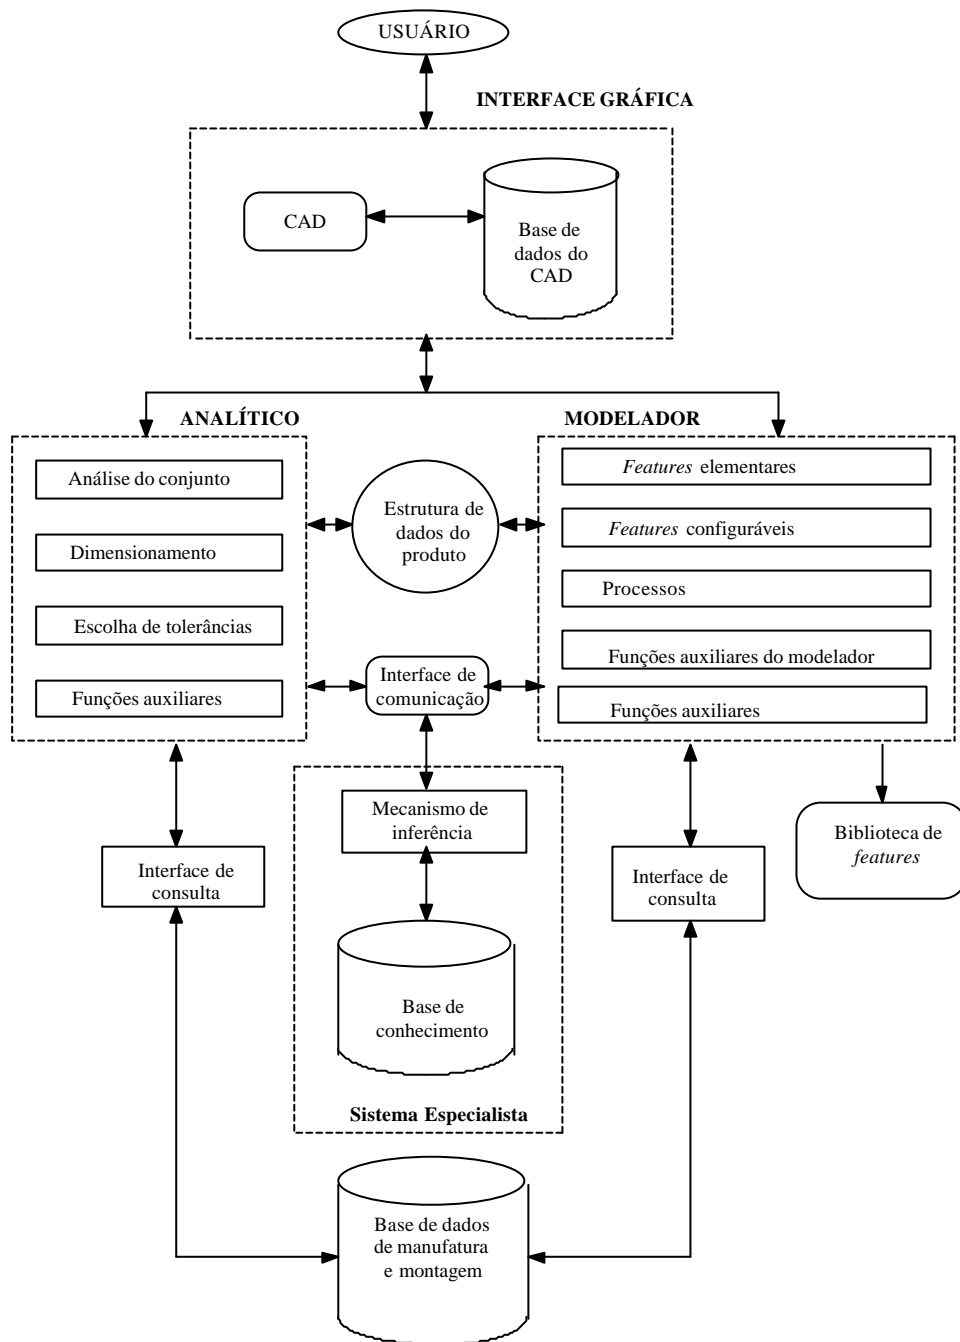 USUÁRIO
INTERFACE GRÁFICA
CAD
Base de
dados do
CAD
ANALÍTICO
Análise do conjunto
Dimensionamento
Escolha de tolerâncias
Funções auxiliares
Estrutura de
dados do
produto
Interface de
comunicação
MODELADOR
Features elementares
Features configuráveis
Processos
Funções auxiliares do modelador
Funções auxiliares
Mecanismo de
inferência
Base de
conhecimento
Sistema Especialista
Interface de
consulta
Interface de
consulta
Biblioteca de
features
Base de dados
de manufatura
e montagem